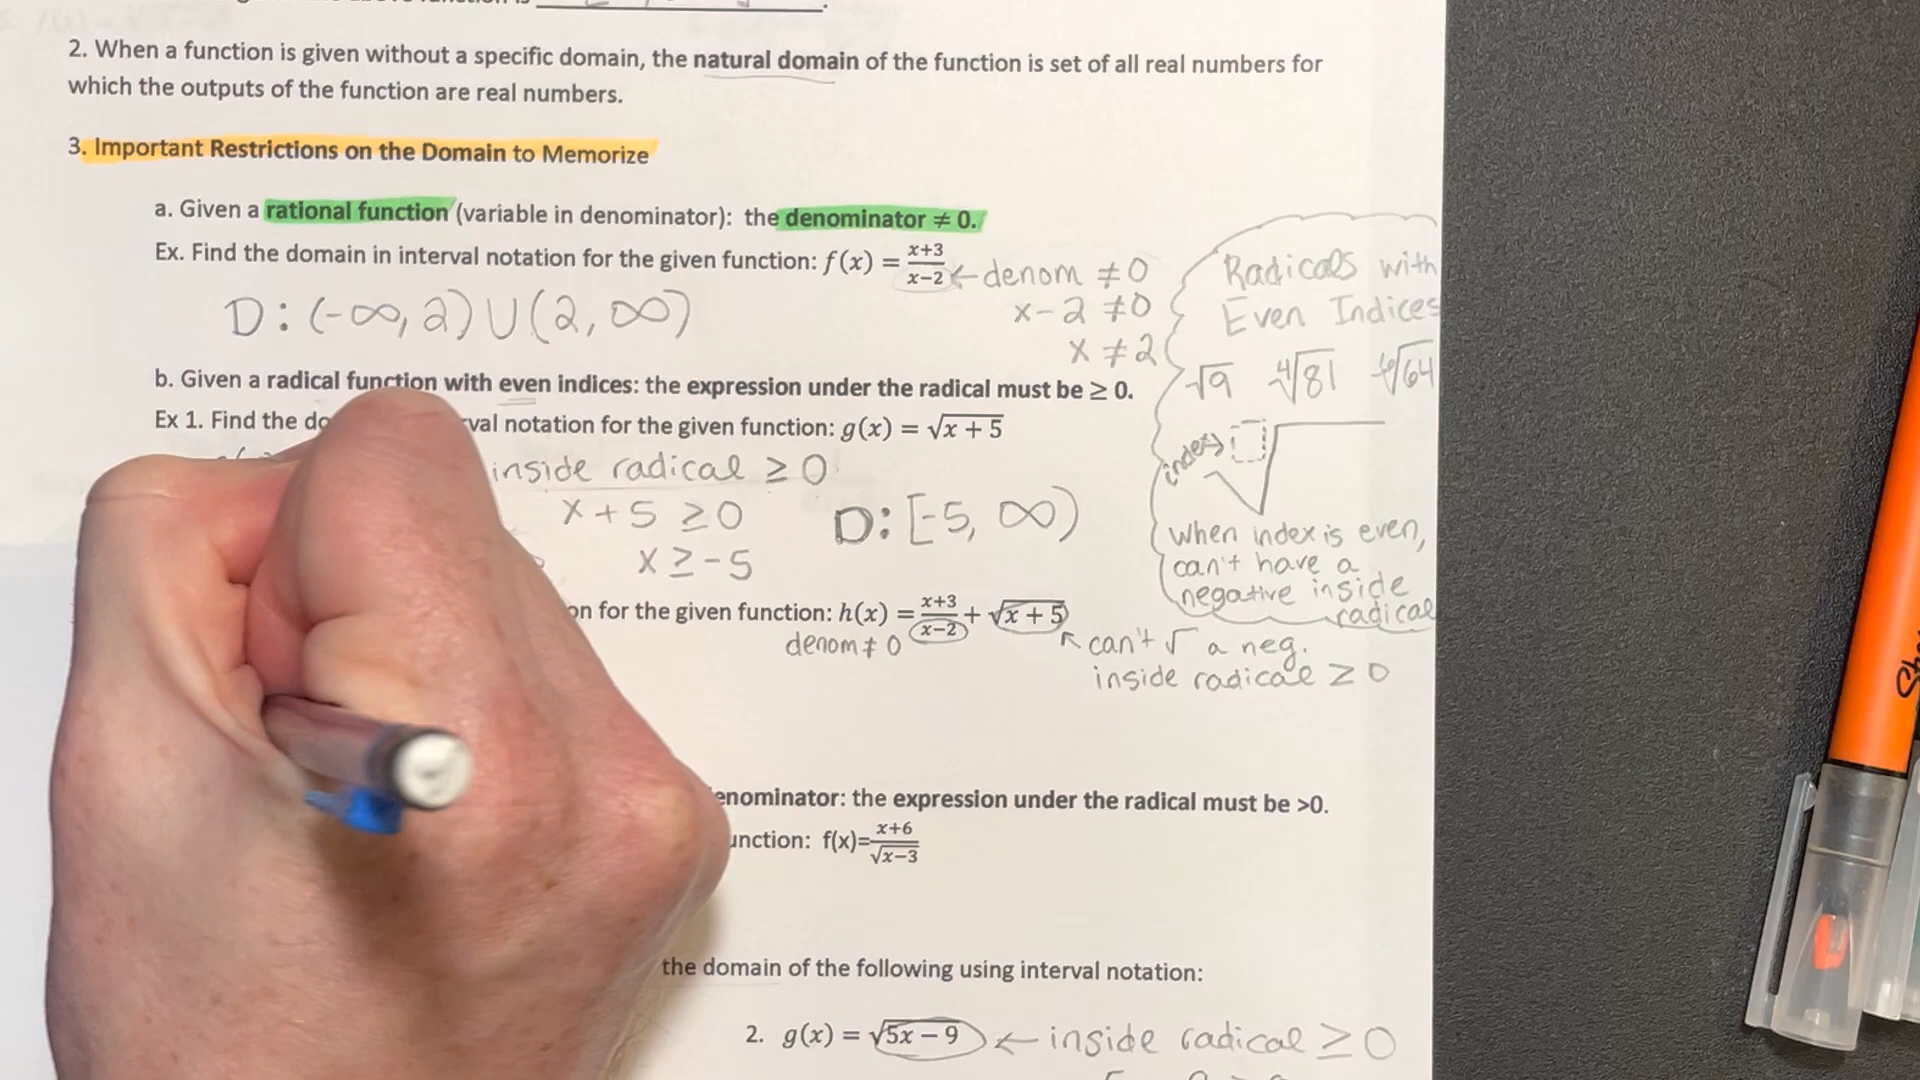 2. When a function is given without a specific domain, the natural domain of the function is set of all real numbers for
which the outputs of the function are real numbers.
3. Important Restrictions on the Domain to Memorize
a. Given a rational function (variable in denominator): the denominator ≠ 0.
Ex. Find the domain in interval notation for the given function: f(x) = x+3/x−2 ← denom ≠ 0
D: (-∞, 2) U (2, ∞)
x - 2 ≠ 0
x ≠ 2
Radicals with
Even Indices
√9 ∜81 ⁶√64
index
When index is even,
can't have a
negative inside
radical
b. Given a radical function with even indices: the expression under the radical must be ≥ 0.
Ex 1. Find the notation for the given function: g(x) = √x + 5
inside radical ≥ 0
x + 5 ≥ 0
x ≥ -5
D: [-5, ∞)
for the given function: h(x) = x+3/x−2 + √x + 5
denom ≠ 0
can't √ a neg.
inside radical ≥ 0
the expression under the radical must be >0.
f(x)= x+6/√x−3
the domain of the following using interval notation:
2. g(x) = √5x − 9 ← inside radical ≥ 0